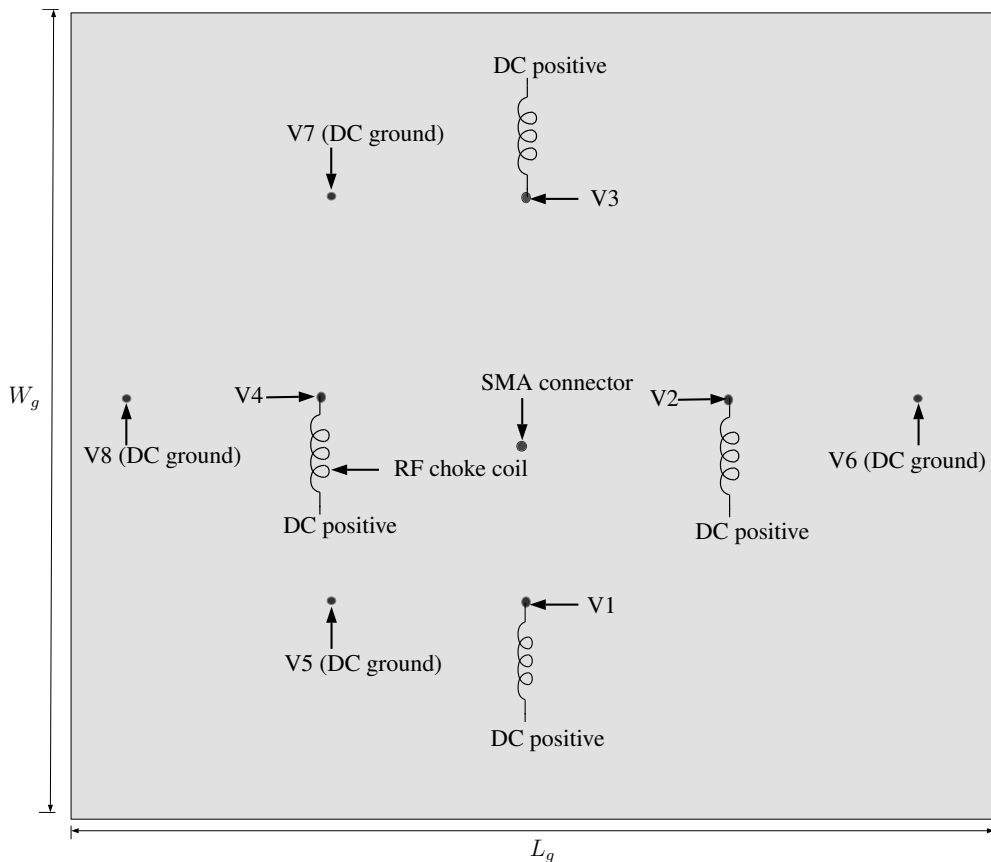 DC positive
V7 (DC ground)
V3
SMA connector
V4
V2
W_g
V8 (DC ground)
RF choke coil
V6 (DC ground)
DC positive
DC positive
V1
V5 (DC ground)
DC positive
L_g